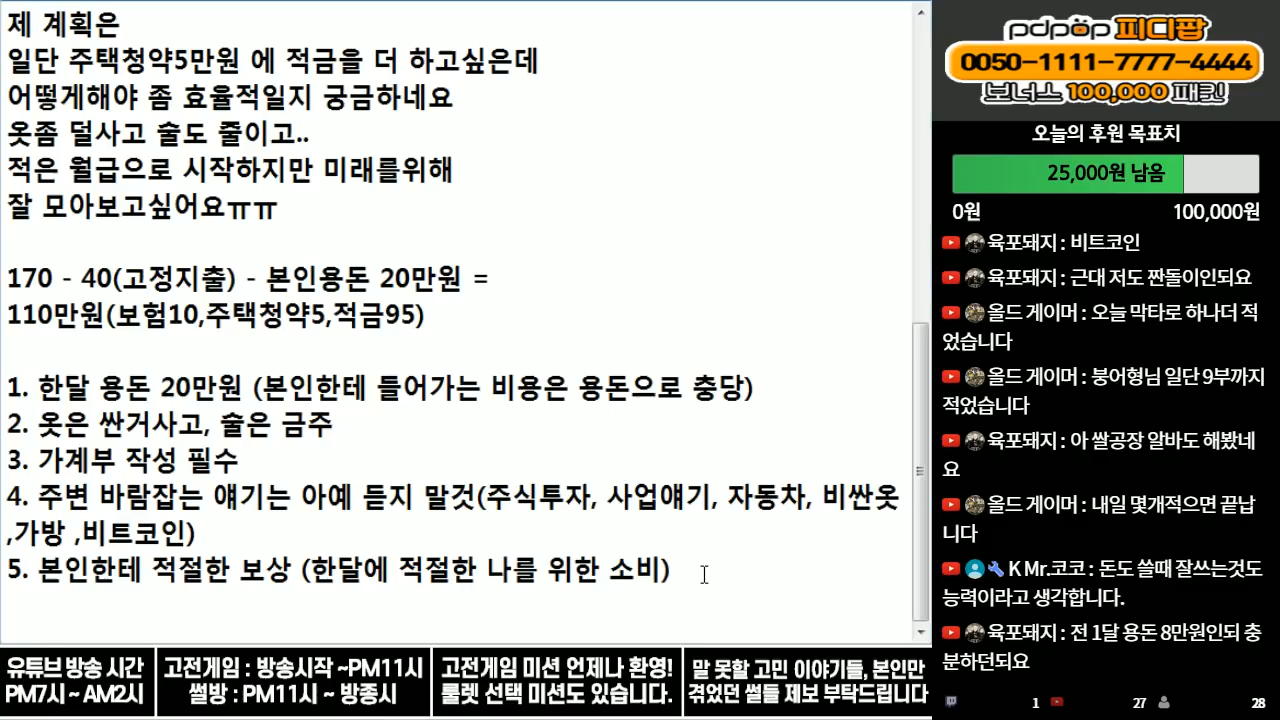 제 계획은
일단 주택청약5만원 에 적금을 더 하고싶은데
어떻게해야 좀 효율적일지 궁금하네요
옷좀 덜사고 술도 줄이고..
적은 월급으로 시작하지만 미래를위해
잘 모아보고싶어요ㅠㅠ
170 - 40(고정지출) - 본인용돈 20만원 =
110만원(보험10,주택청약5,적금95)
1. 한달 용돈 20만원 (본인한테 들어가는 비용은 용돈으로 충당)
2. 옷은 싼거사고, 술은 금주
3. 가계부 작성 필수
4. 주변 바람잡는 얘기는 아예 듣지 말것(주식투자, 사업얘기, 자동차, 비싼옷
,가방 ,비트코인)
5. 본인한테 적절한 보상 (한달에 적절한 나를 위한 소비)
pdpop 피디팝
0050-1111-7777-4444
보너스 100,000 패킷
오늘의 후원 목표치
25,000원 남음
0원 100,000원
육포돼지 : 비트코인
육포돼지 : 근대 저도 짠돌이인되요
올드 게이머 : 오늘 막타로 하나더 적
었습니다
올드 게이머 : 붕어형님 일단 9부까지
적었습니다
육포돼지 : 아 쌀공장 알바도 해봤네
요
올드 게이머 : 내일 몇개적으면 끝납
니다
K Mr.코코 : 돈도 쓸때 잘쓰는것도
능력이라고 생각합니다.
육포돼지 : 전 1달 용돈 8만원인되 충
분하던되요
1 27 28
유튜브 방송 시간
PM7시 ~ AM2시
고전게임 : 방송시작 ~PM11시
썰방 : PM11시 ~ 방종시
고전게임 미션 언제나 환영!
룰렛 선택 미션도 있습니다.
말 못할 고민 이야기들, 본인만
겪었던 썰들 제보 부탁드립니다